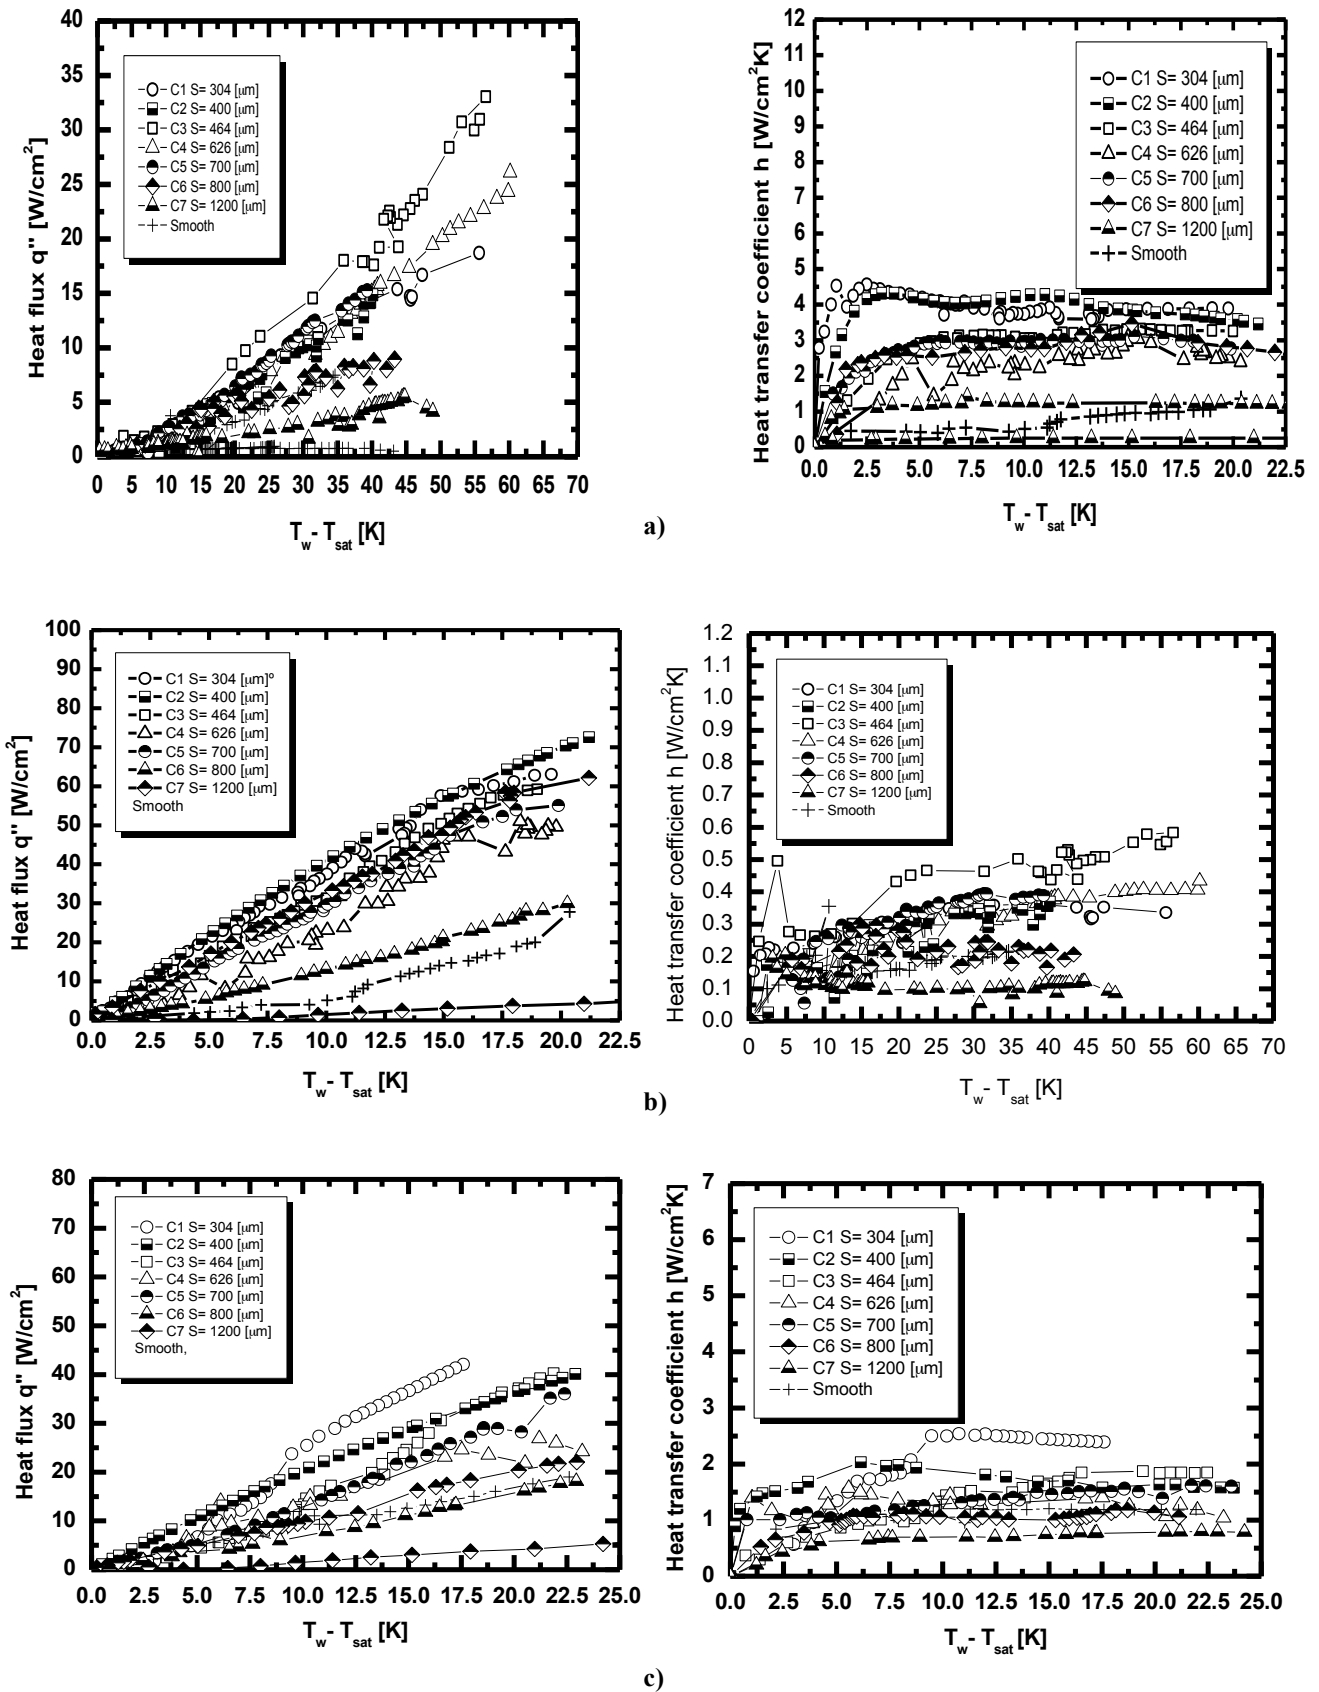 40
35
30
25
20
15
10
5
0
Heat flux q'' [W/cm²]
C1 S= 304 [μm]
C2 S= 400 [μm]
C3 S= 464 [μm]
C4 S= 626 [μm]
C5 S= 700 [μm]
C6 S= 800 [μm]
C7 S= 1200 [μm]
Smooth
0 5 10 15 20 25 30 35 40 45 50 55 60 65 70
Tw- Tsat [K]
12
11
10
9
8
7
6
5
4
3
2
1
0
Heat transfer coefficient h [W/cm²K]
C1 S= 304 [μm]
C2 S= 400 [μm]
C3 S= 464 [μm]
C4 S= 626 [μm]
C5 S= 700 [μm]
C6 S= 800 [μm]
C7 S= 1200 [μm]
Smooth
0.0 2.5 5.0 7.5 10.0 12.5 15.0 17.5 20.0 22.5
Tw- Tsat [K]
a)
100
90
80
70
60
50
40
30
20
10
0
Heat flux q'' [W/cm²]
C1 S= 304 [μm]º
C2 S= 400 [μm]
C3 S= 464 [μm]
C4 S= 626 [μm]
C5 S= 700 [μm]
C6 S= 800 [μm]
C7 S= 1200 [μm]
Smooth
0.0 2.5 5.0 7.5 10.0 12.5 15.0 17.5 20.0 22.5
Tw- Tsat [K]
1.2
1.1
1.0
0.9
0.8
0.7
0.6
0.5
0.4
0.3
0.2
0.1
0.0
Heat transfer coefficient h [W/cm²K]
C1 S= 304 [μm]
C2 S= 400 [μm]
C3 S= 464 [μm]
C4 S= 626 [μm]
C5 S= 700 [μm]
C6 S= 800 [μm]
C7 S= 1200 [μm]
Smooth
0 5 10 15 20 25 30 35 40 45 50 55 60 65 70
Tw- Tsat [K]
b)
80
70
60
50
40
30
20
10
0
Heat flux q'' [W/cm²]
C1 S= 304 [μm]
C2 S= 400 [μm]
C3 S= 464 [μm]
C4 S= 626 [μm]
C5 S= 700 [μm]
C6 S= 800 [μm]
C7 S= 1200 [μm]
Smooth,
0.0 2.5 5.0 7.5 10.0 12.5 15.0 17.5 20.0 22.5 25.0
Tw- Tsat [K]
7
6
5
4
3
2
1
0
Heat transfer coefficient h [W/cm²K]
C1 S= 304 [μm]
C2 S= 400 [μm]
C3 S= 464 [μm]
C4 S= 626 [μm]
C5 S= 700 [μm]
C6 S= 800 [μm]
C7 S= 1200 [μm]
Smooth
0.0 2.5 5.0 7.5 10.0 12.5 15.0 17.5 20.0 22.5 25.0
Tw- Tsat [K]
c)